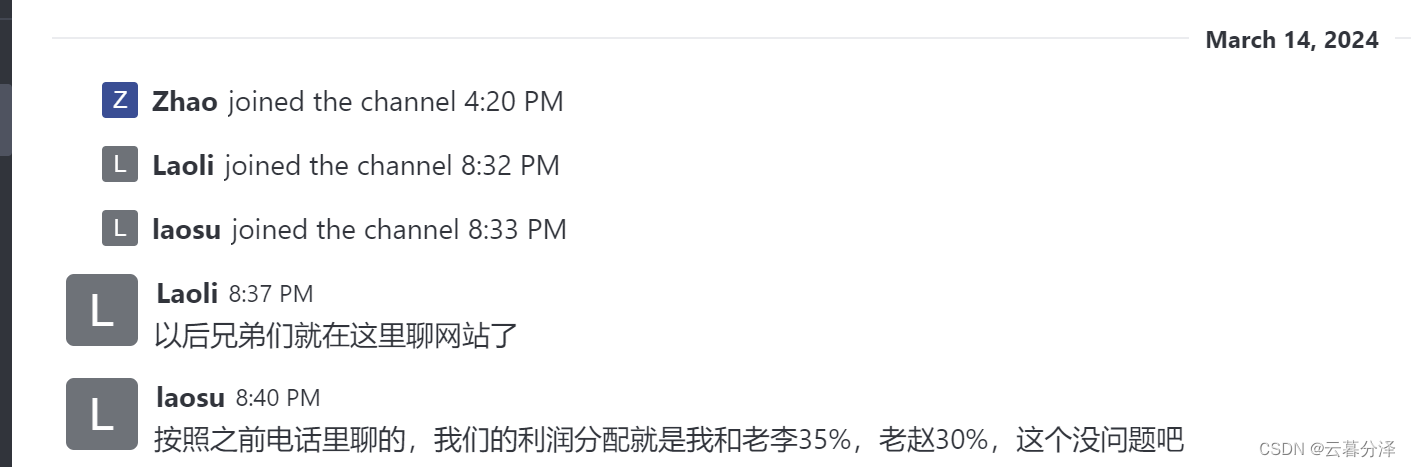 March 14, 2024
Z Zhao joined the channel 4:20 PM
L Laoli joined the channel 8:32 PM
L laosu joined the channel 8:33 PM
L Laoli 8:37 PM
以后兄弟们就在这里聊网站了
L laosu 8:40 PM
按照之前电话里聊的，我们的利润分配就是我和老李35%，老赵30%，这个没问题吧
CSDN @云暮分泽